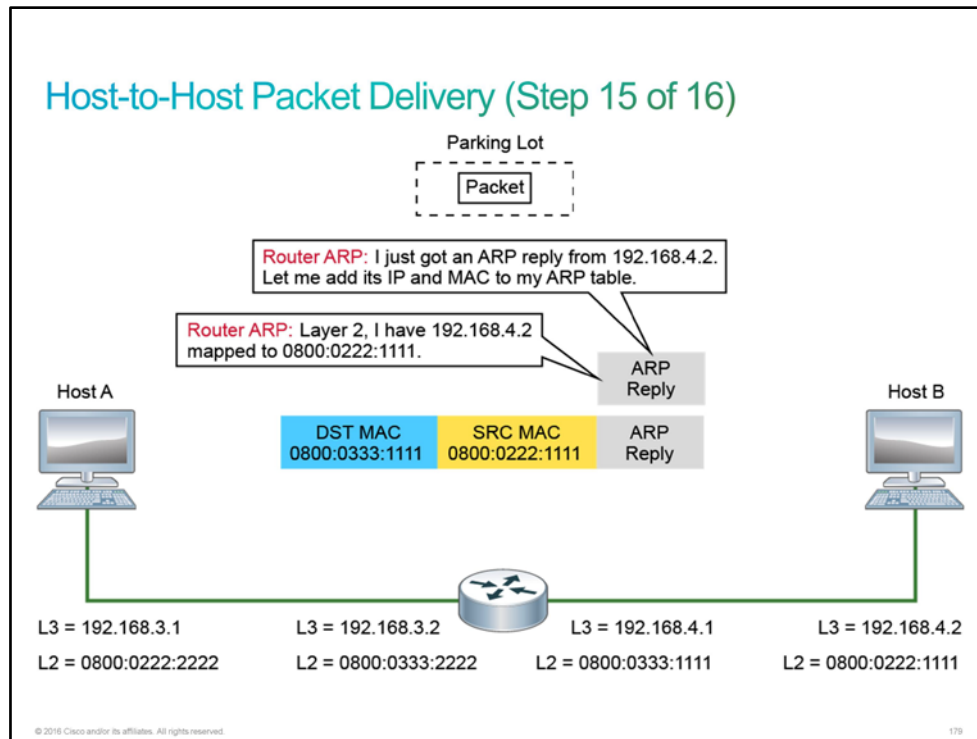 Host-to-Host Packet Delivery (Step 15 of 16)
Parking Lot
Packet
Router ARP: I just got an ARP reply from 192.168.4.2.
Let me add its IP and MAC to my ARP table.
Router ARP: Layer 2, I have 192.168.4.2
mapped to 0800:0222:1111.
ARP
Reply
Host A
Host B
DST MAC
0800:0333:1111
SRC MAC
0800:0222:1111
ARP
Reply
L3 = 192.168.3.1
L3 = 192.168.3.2
L3 = 192.168.4.1
L3 = 192.168.4.2
L2 = 0800:0222:2222
L2 = 0800:0333:2222
L2 = 0800:0333:1111
L2 = 0800:0222:1111
© 2016 Cisco and/or its affiliates. All rights reserved.
179